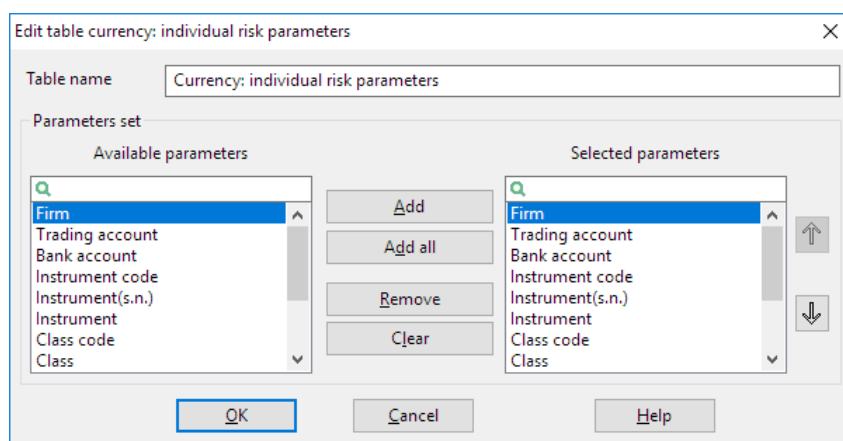 Edit table currency: individual risk parameters
Table name Currency: individual risk parameters
Parameters set
Available parameters
Selected parameters
Firm
Trading account
Bank account
Instrument code
Instrument(s.n.)
Instrument
Class code
Class
Add
Add all
Remove
Clear
Firm
Trading account
Bank account
Instrument code
Instrument(s.n.)
Instrument
Class code
Class
OK Cancel Help